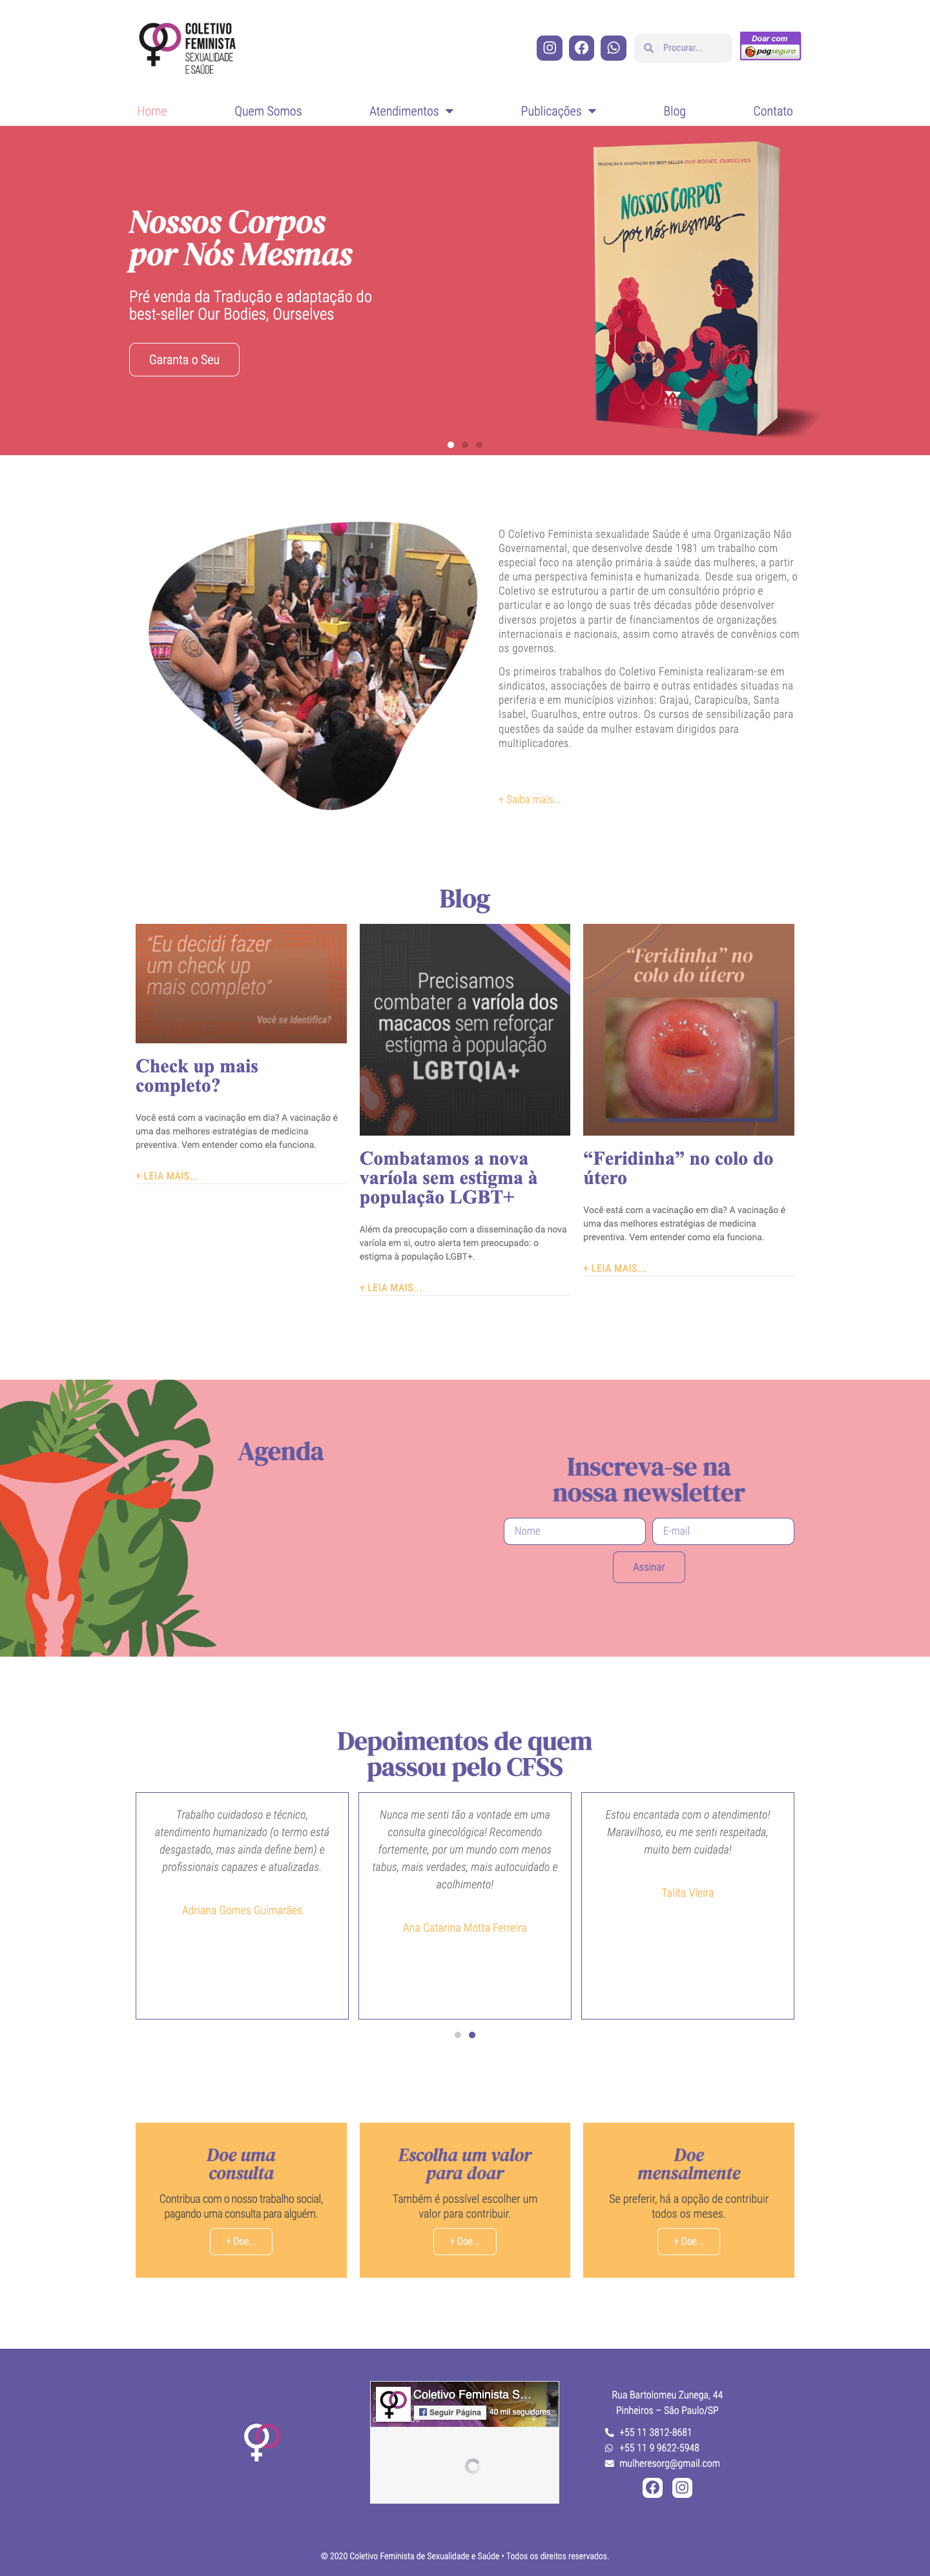 COLETIVO
FEMINISTA
SEXUALIDADE
E SAÚDE
Procurar...
Doar com
pagseguro
Home
Quem Somos
Atendimentos
Publicações
Blog
Contato
Nossos Corpos
por Nós Mesmas
Pré venda da Tradução e adaptação do
best-seller Our Bodies, Ourselves
Garanta o Seu
TRADUÇÃO E ADAPTAÇÃO DO BEST SELLER OUR BODIES, OURSELVES
NOSSOS CORPOS
por nós mesmas
CASA
O Coletivo Feminista sexualidade Saúde é uma Organização Não
Governamental, que desenvolve desde 1981 um trabalho com
especial foco na atenção primária à saúde das mulheres, a partir
de uma perspectiva feminista e humanizada. Desde sua origem, o
Coletivo se estruturou a partir de um consultório próprio e
particular e ao longo de suas três décadas pôde desenvolver
diversos projetos a partir de financiamentos de organizações
internacionais e nacionais, assim como através de convênios com
os governos.
Os primeiros trabalhos do Coletivo Feminista realizaram-se em
sindicatos, associações de bairro e outras entidades situadas na
periferia e em municípios vizinhos: Grajaú, Carapicuíba, Santa
Isabel, Guarulhos, entre outros. Os cursos de sensibilização para
questões da saúde da mulher estavam dirigidos para
multiplicadores.
+ Saiba mais...
Blog
“Eu decidi fazer
um check up
mais completo”
Você se identifica?
Check up mais
completo?
Você está com a vacinação em dia? A vacinação é
uma das melhores estratégias de medicina
preventiva. Vem entender como ela funciona.
+ LEIA MAIS...
Precisamos
combater a varíola dos
macacos sem reforçar
estigma à população
LGBTQIA+
Combatamos a nova
varíola sem estigma à
população LGBT+
Além da preocupação com a disseminação da nova
varíola em si, outro alerta tem preocupado: o
estigma à população LGBT+.
+ LEIA MAIS...
“Feridinha” no
colo do útero
“Feridinha” no colo do
útero
Você está com a vacinação em dia? A vacinação é
uma das melhores estratégias de medicina
preventiva. Vem entender como ela funciona.
+ LEIA MAIS...
Agenda
Inscreva-se na
nossa newsletter
Nome
E-mail
Assinar
Depoimentos de quem
passou pelo CFSS
Trabalho cuidadoso e técnico,
atendimento humanizado (o termo está
desgastado, mas ainda define bem) e
profissionais capazes e atualizadas.
Adriana Gomes Guimarães
Nunca me senti tão a vontade em uma
consulta ginecológica! Recomendo
fortemente, por um mundo com menos
tabus, mais verdades, mais autocuidado e
acolhimento!
Ana Catarina Motta Ferreira
Estou encantada com o atendimento!
Maravilhoso, eu me senti respeitada,
muito bem cuidada!
Talita Vieira
Doe uma
consulta
Contribua com o nosso trabalho social,
pagando uma consulta para alguém.
+ Doe...
Escolha um valor
para doar
Também é possível escolher um
valor para contribuir.
+ Doe...
Doe
mensalmente
Se preferir, há a opção de contribuir
todos os meses.
+ Doe...
Coletivo Feminista S...
Seguir Página
40 mil seguidores
Rua Bartolomeu Zunega, 44
Pinheiros – São Paulo/SP
+55 11 3812-8681
+55 11 9 9622-5948
mulheresorg@gmail.com
© 2020 Coletivo Feminista de Sexualidade e Saúde • Todos os direitos reservados.